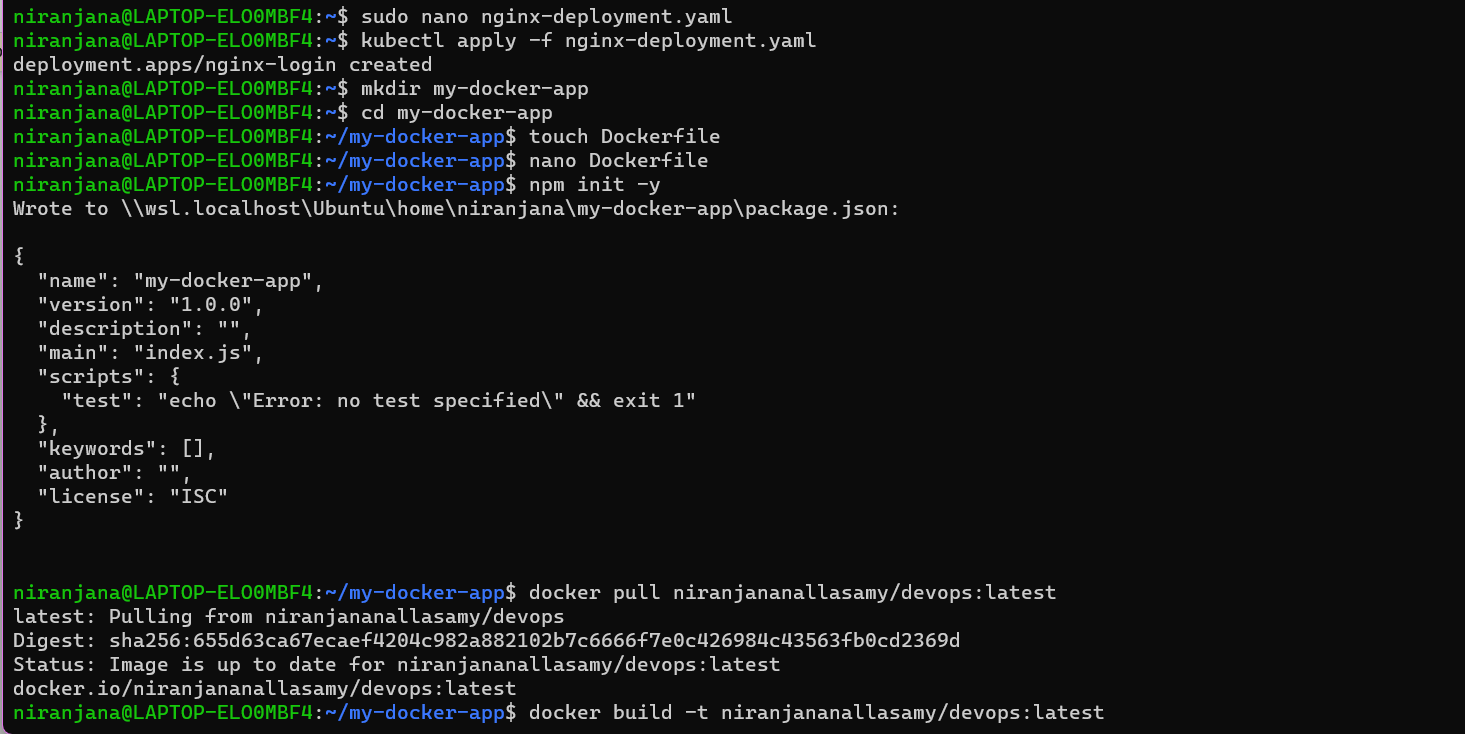 niranjana@LAPTOP-ELO0MBF4:~$ sudo nano nginx-deployment.yaml
niranjana@LAPTOP-ELO0MBF4:~$ kubectl apply -f nginx-deployment.yaml
deployment.apps/nginx-login created
niranjana@LAPTOP-ELO0MBF4:~$ mkdir my-docker-app
niranjana@LAPTOP-ELO0MBF4:~$ cd my-docker-app
niranjana@LAPTOP-ELO0MBF4:~/my-docker-app$ touch Dockerfile
niranjana@LAPTOP-ELO0MBF4:~/my-docker-app$ nano Dockerfile
niranjana@LAPTOP-ELO0MBF4:~/my-docker-app$ npm init -y
Wrote to \\wsl.localhost\Ubuntu\home\niranjana\my-docker-app\package.json:

{
  "name": "my-docker-app",
  "version": "1.0.0",
  "description": "",
  "main": "index.js",
  "scripts": {
    "test": "echo \"Error: no test specified\" && exit 1"
  },
  "keywords": [],
  "author": "",
  "license": "ISC"
}

niranjana@LAPTOP-ELO0MBF4:~/my-docker-app$ docker pull niranjananallasamy/devops:latest
latest: Pulling from niranjananallasamy/devops
Digest: sha256:655d63ca67ecaef4204c982a882102b7c6666f7e0c426984c43563fb0cd2369d
Status: Image is up to date for niranjananallasamy/devops:latest
docker.io/niranjananallasamy/devops:latest
niranjana@LAPTOP-ELO0MBF4:~/my-docker-app$ docker build -t niranjananallasamy/devops:latest